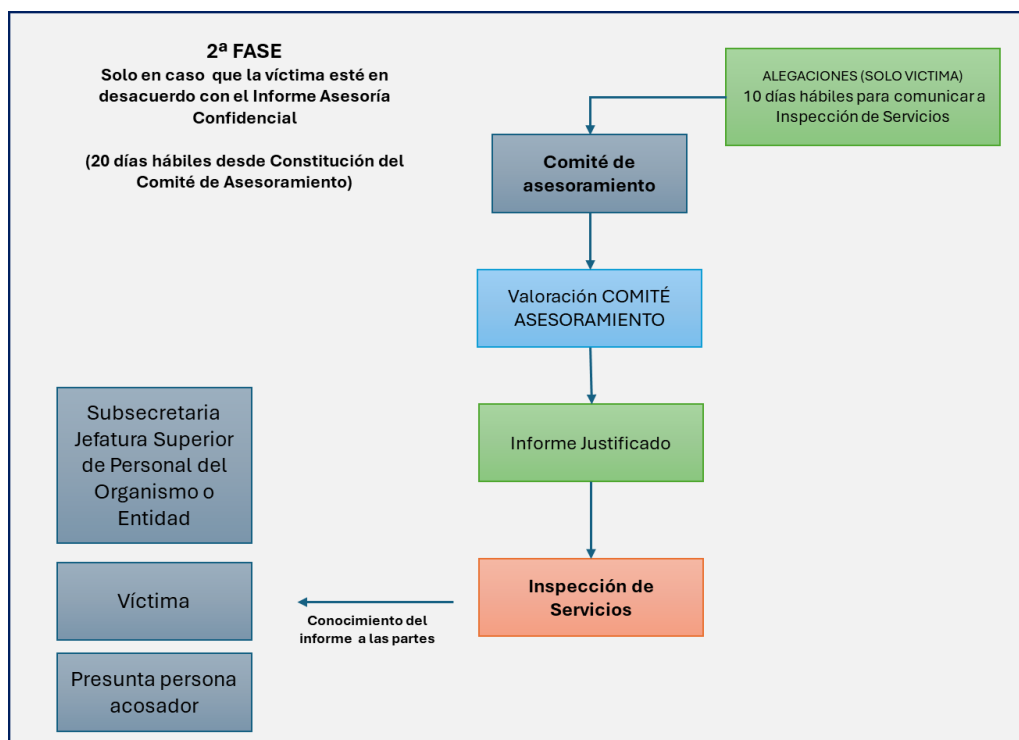 2ª FASE
Solo en caso que la víctima esté en
desacuerdo con el Informe Asesoría
Confidencial
(20 días hábiles desde Constitución del
Comité de Asesoramiento)
ALEGACIONES (SOLO VICTIMA)
10 días hábiles para comunicar a
Inspección de Servicios
Comité de
asesoramiento
Valoración COMITÉ
ASESORAMIENTO
Informe Justificado
Inspección de
Servicios
Conocimiento del
informe a las partes
Subsecretaria
Jefatura Superior
de Personal del
Organismo o
Entidad
Víctima
Presunta persona
acosador